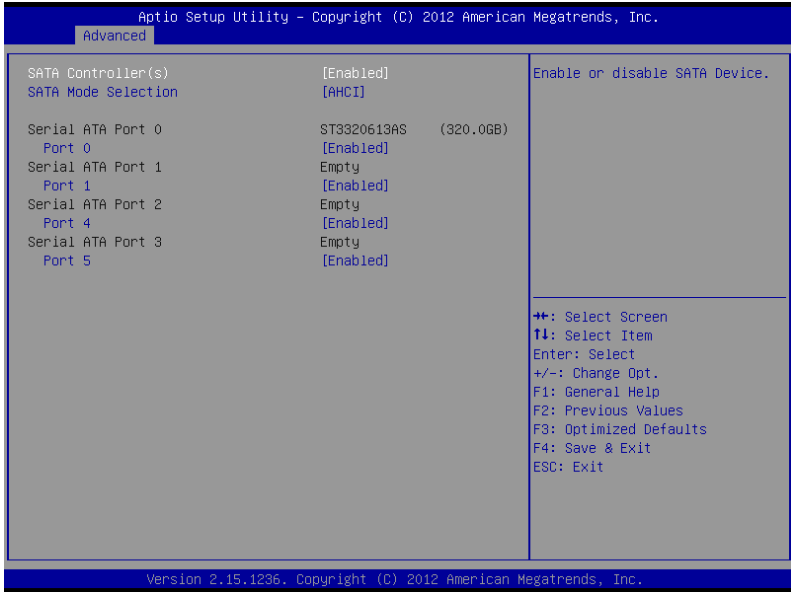 Aptio Setup Utility – Copyright (C) 2012 American Megatrends, Inc.
Advanced
SATA Controller(s) [Enabled]
SATA Mode Selection [AHCI]
Serial ATA Port 0 ST3320613AS (320.0GB)
Port 0 [Enabled]
Serial ATA Port 1 Empty
Port 1 [Enabled]
Serial ATA Port 2 Empty
Port 4 [Enabled]
Serial ATA Port 3 Empty
Port 5 [Enabled]
Enable or disable SATA Device.
→←: Select Screen
↑↓: Select Item
Enter: Select
+/-: Change Opt.
F1: General Help
F2: Previous Values
F3: Optimized Defaults
F4: Save & Exit
ESC: Exit
Version 2.15.1236. Copyright (C) 2012 American Megatrends, Inc.